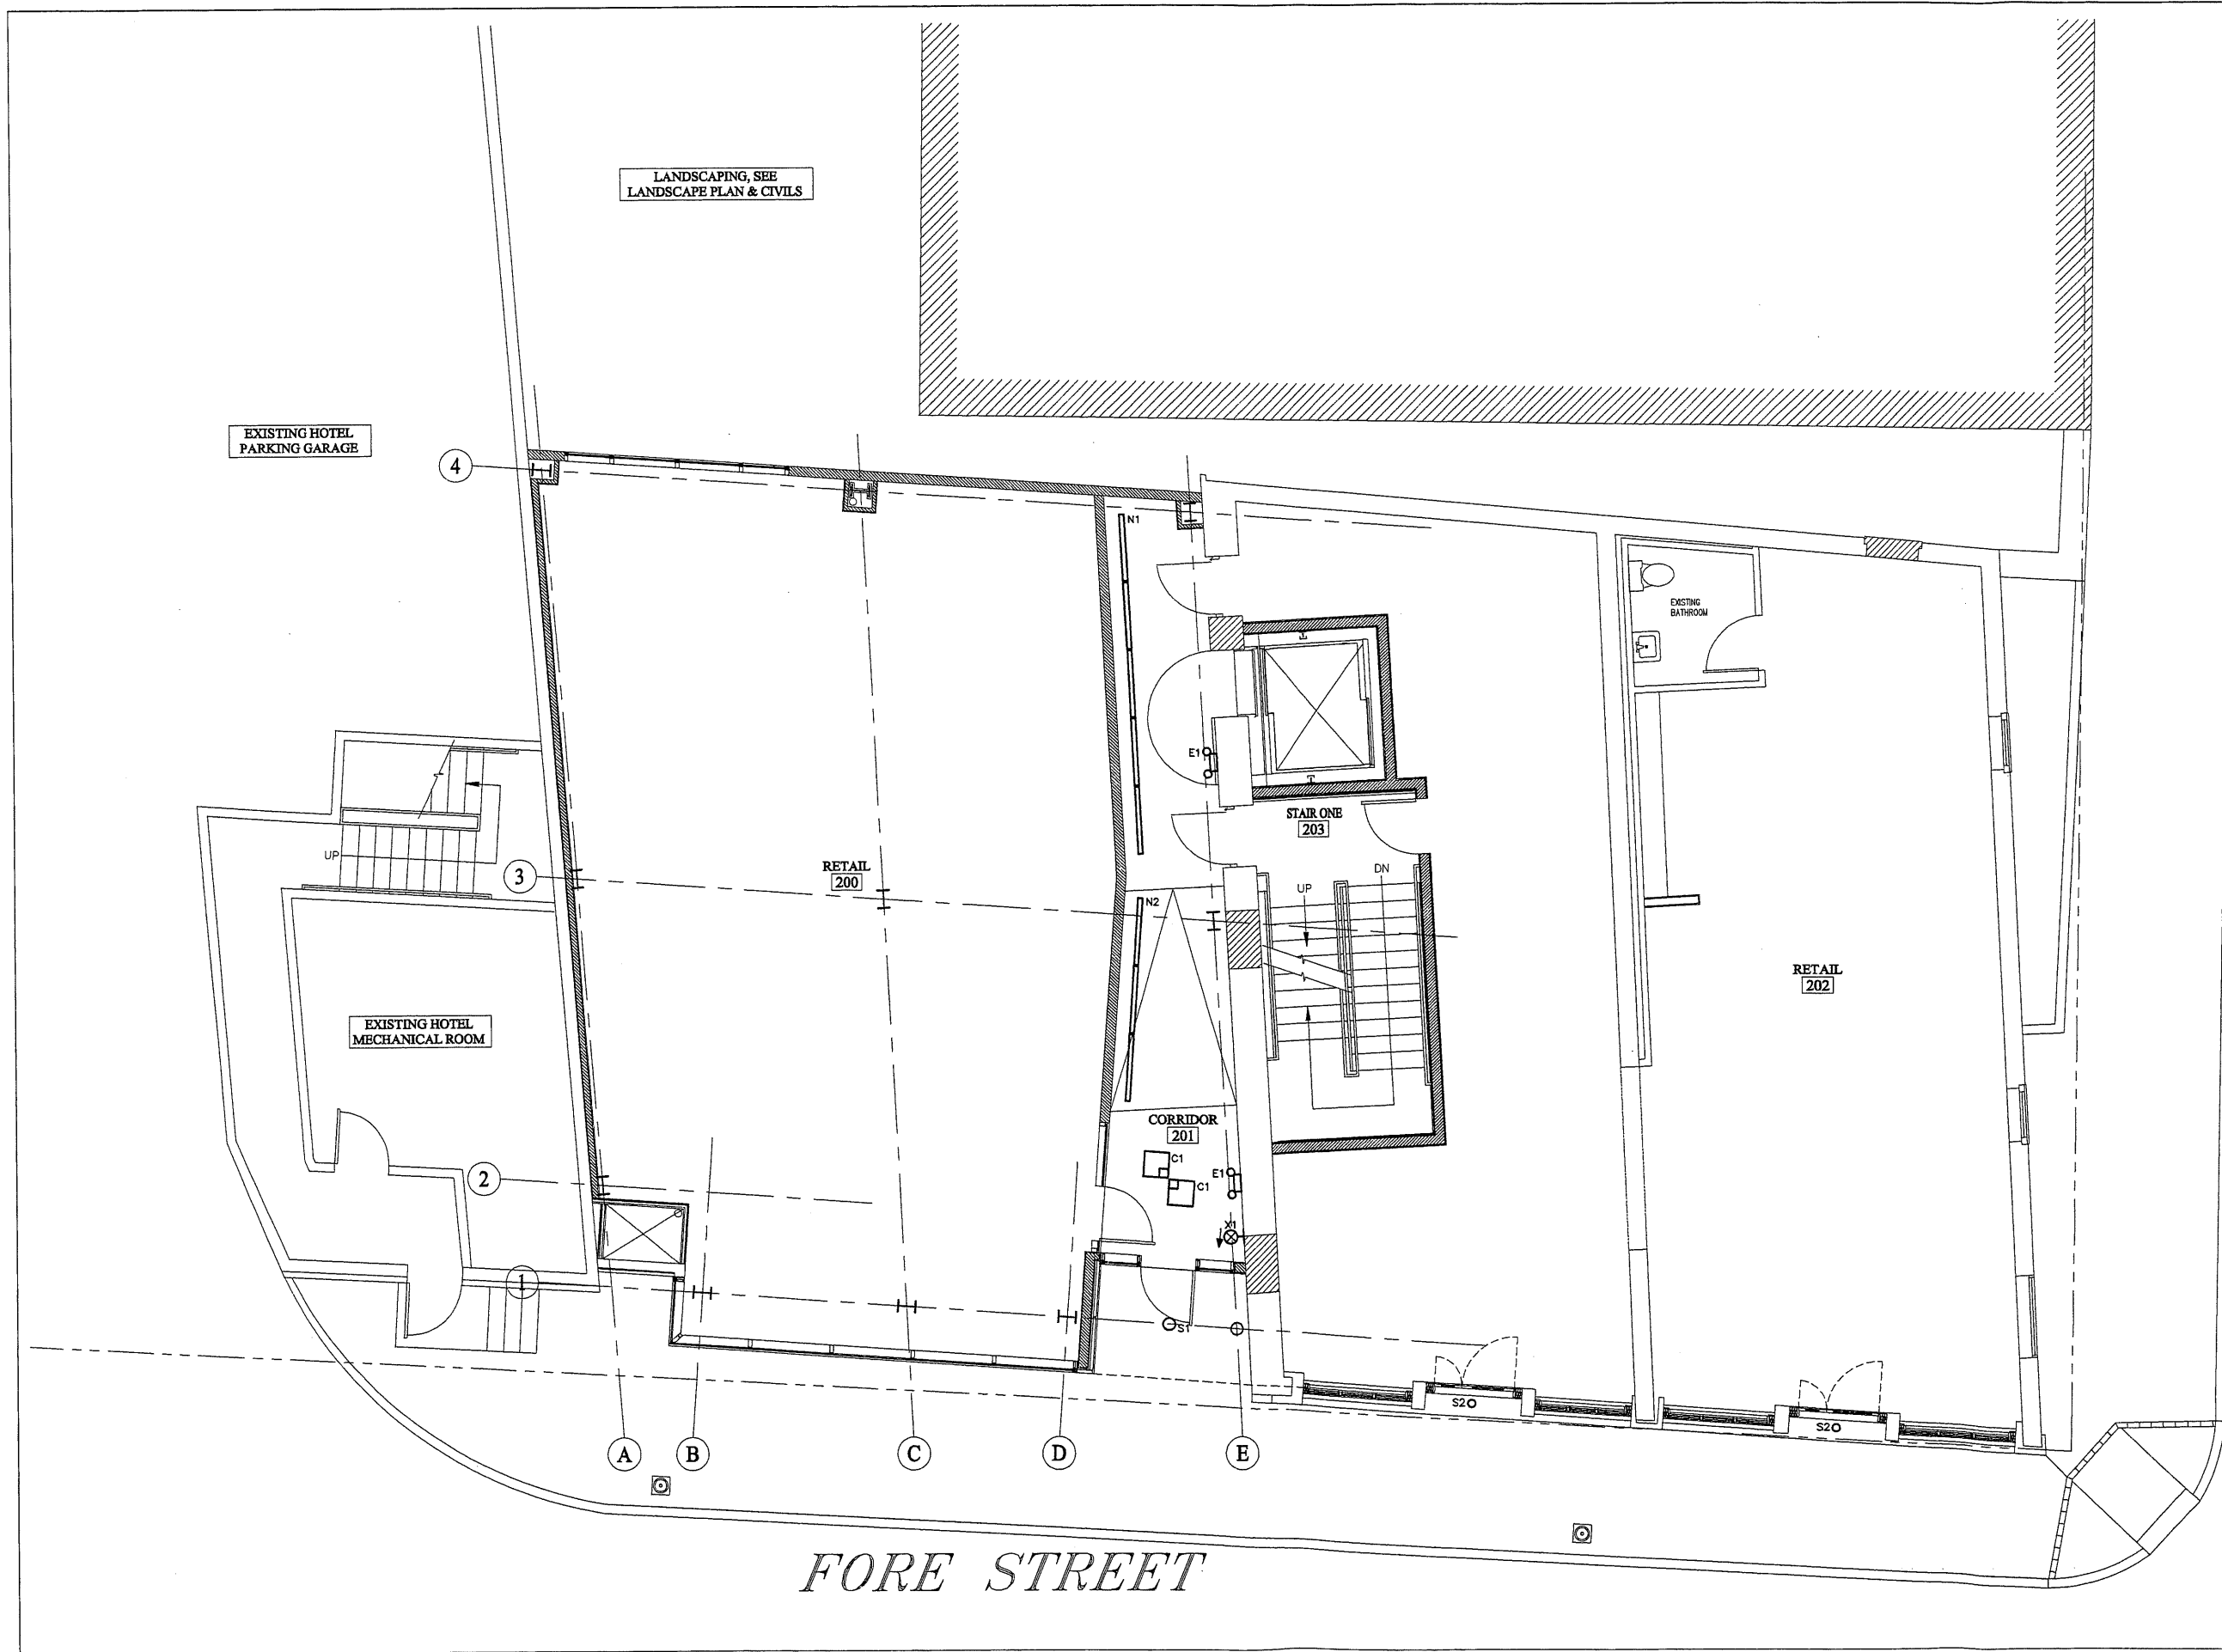 LANDSCAPING, SEE
LANDSCAPE PLAN & CIVILS
EXISTING HOTEL
PARKING GARAGE
4
N1
EXISTING
BATHROOM
E1
STAIR ONE
203
UP
3
RETAIL
200
DN
UP
N2
RETAIL
202
EXISTING HOTEL
MECHANICAL ROOM
CORRIDOR
201
C1
E1
C1
2
X1
1
S1
S2
S2
A
B
C
D
E
FORE STREET